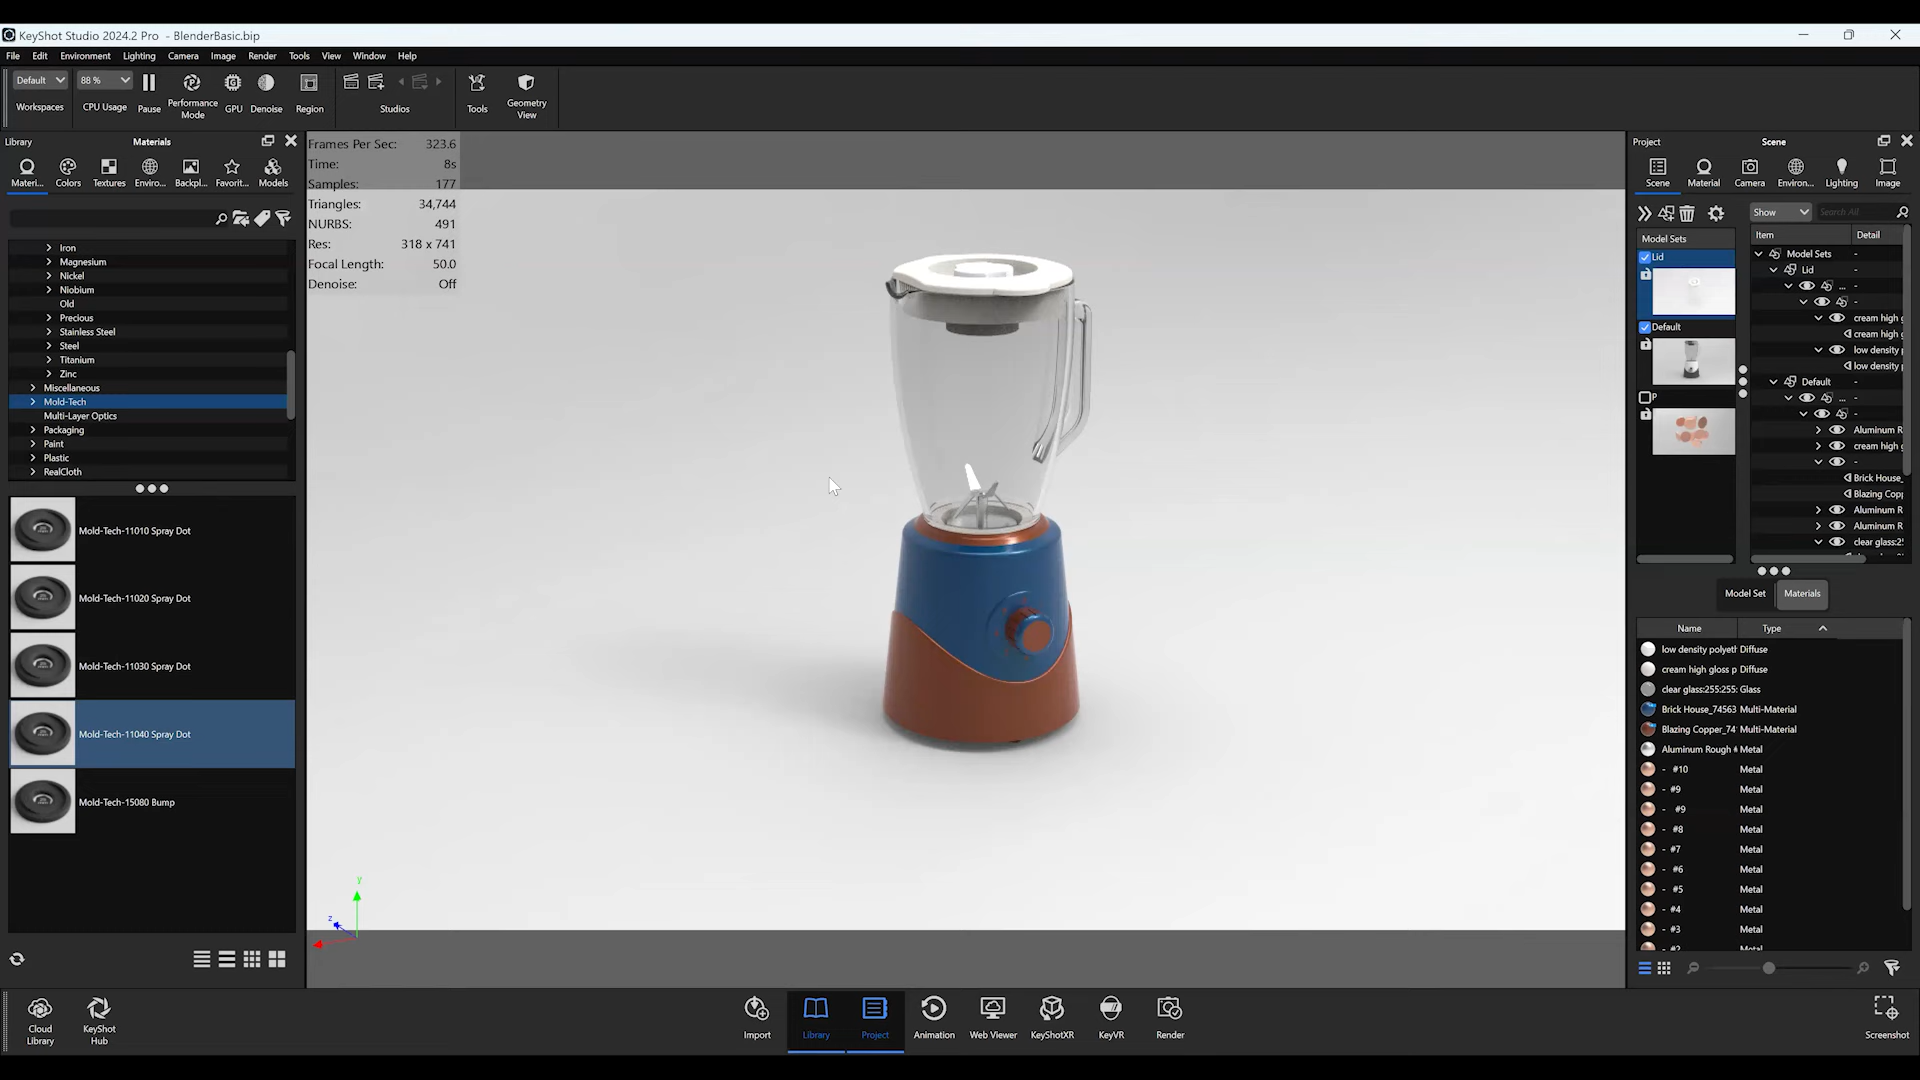 KeyShot Studio 2024.2 Pro - BlenderBasic.bip
File Edit Environment Lighting Camera Image Render Tools View Window Help
Default 88 %
Workspaces CPU Usage Pause Performance Mode GPU Denoise Region Studios Tools Geometry View
Library Materials
Materi... Colors Textures Enviro... Backpl... Favorit... Models
Iron
Magnesium
Nickel
Niobium
Old
Precious
Stainless Steel
Steel
Titanium
Zinc
Miscellaneous
Mold-Tech
Multi-Layer Optics
Packaging
Paint
Plastic
RealCloth
Mold-Tech-11010 Spray Dot
Mold-Tech-11020 Spray Dot
Mold-Tech-11030 Spray Dot
Mold-Tech-11040 Spray Dot
Mold-Tech-15080 Bump
Frames Per Sec: 323.6
Time: 8s
Samples: 177
Triangles: 34,744
NURBS: 491
Res: 318 x 741
Focal Length: 50.0
Denoise: Off
y
z
Project Scene
Scene Material Camera Environ... Lighting Image
Show Search All
Model Sets
Lid
Default
P
Item Detail
Model Sets -
Lid -
... -
-
cream high g
cream high g
low density p
low density p
Default -
... -
-
Aluminum R
cream high g
-
Brick House_
Blazing Copp
Aluminum R
Aluminum R
clear glass:25
Model Set Materials
Name Type
low density polyeth Diffuse
cream high gloss p Diffuse
clear glass:255:255: Glass
Brick House_74563 Multi-Material
Blazing Copper_74 Multi-Material
Aluminum Rough # Metal
- #10 Metal
- #9 Metal
- #9 Metal
- #8 Metal
- #7 Metal
- #6 Metal
- #5 Metal
- #4 Metal
- #3 Metal
- #2 Metal
Cloud Library KeyShot Hub Import Library Project Animation Web Viewer KeyShotXR KeyVR Render Screenshot